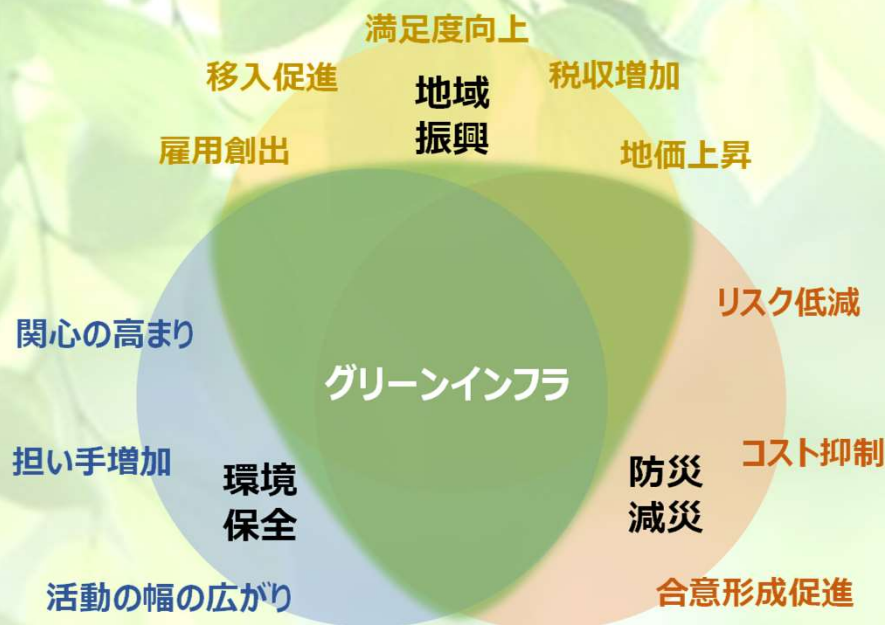 満足度向上
移入促進
税収増加
地域
振興
雇用創出
地価上昇
リスク低減
関心の高まり
グリーンインフラ
担い手増加
環境
保全
防災
減災
コスト抑制
活動の幅の広がり
合意形成促進